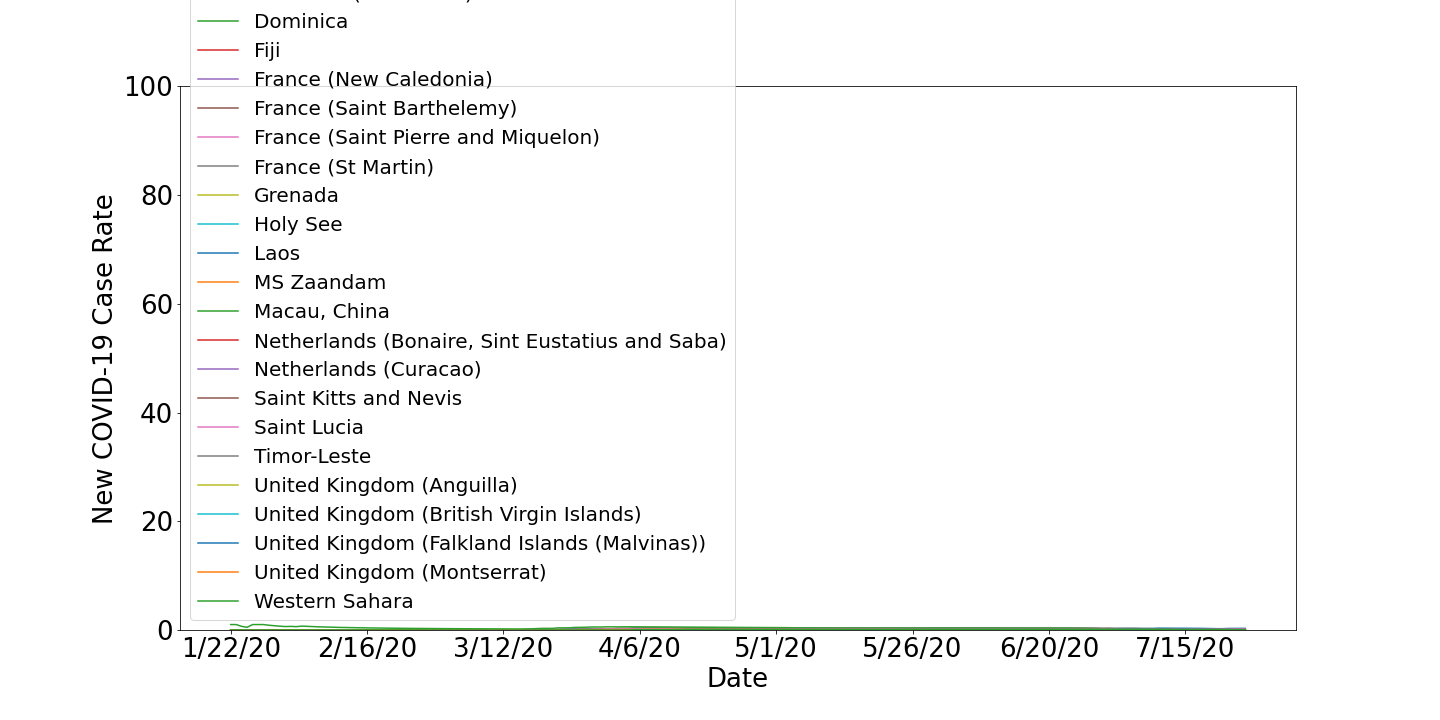 Dominica
Fiji
France (New Caledonia)
France (Saint Barthelemy)
France (Saint Pierre and Miquelon)
France (St Martin)
Grenada
Holy See
Laos
MS Zaandam
Macau, China
Netherlands (Bonaire, Sint Eustatius and Saba)
Netherlands (Curacao)
Saint Kitts and Nevis
Saint Lucia
Timor-Leste
United Kingdom (Anguilla)
United Kingdom (British Virgin Islands)
United Kingdom (Falkland Islands (Malvinas))
United Kingdom (Montserrat)
Western Sahara
100
80
60
40
20
0
New COVID-19 Case Rate
1/22/20 2/16/20 3/12/20 4/6/20 5/1/20 5/26/20 6/20/20 7/15/20
Date